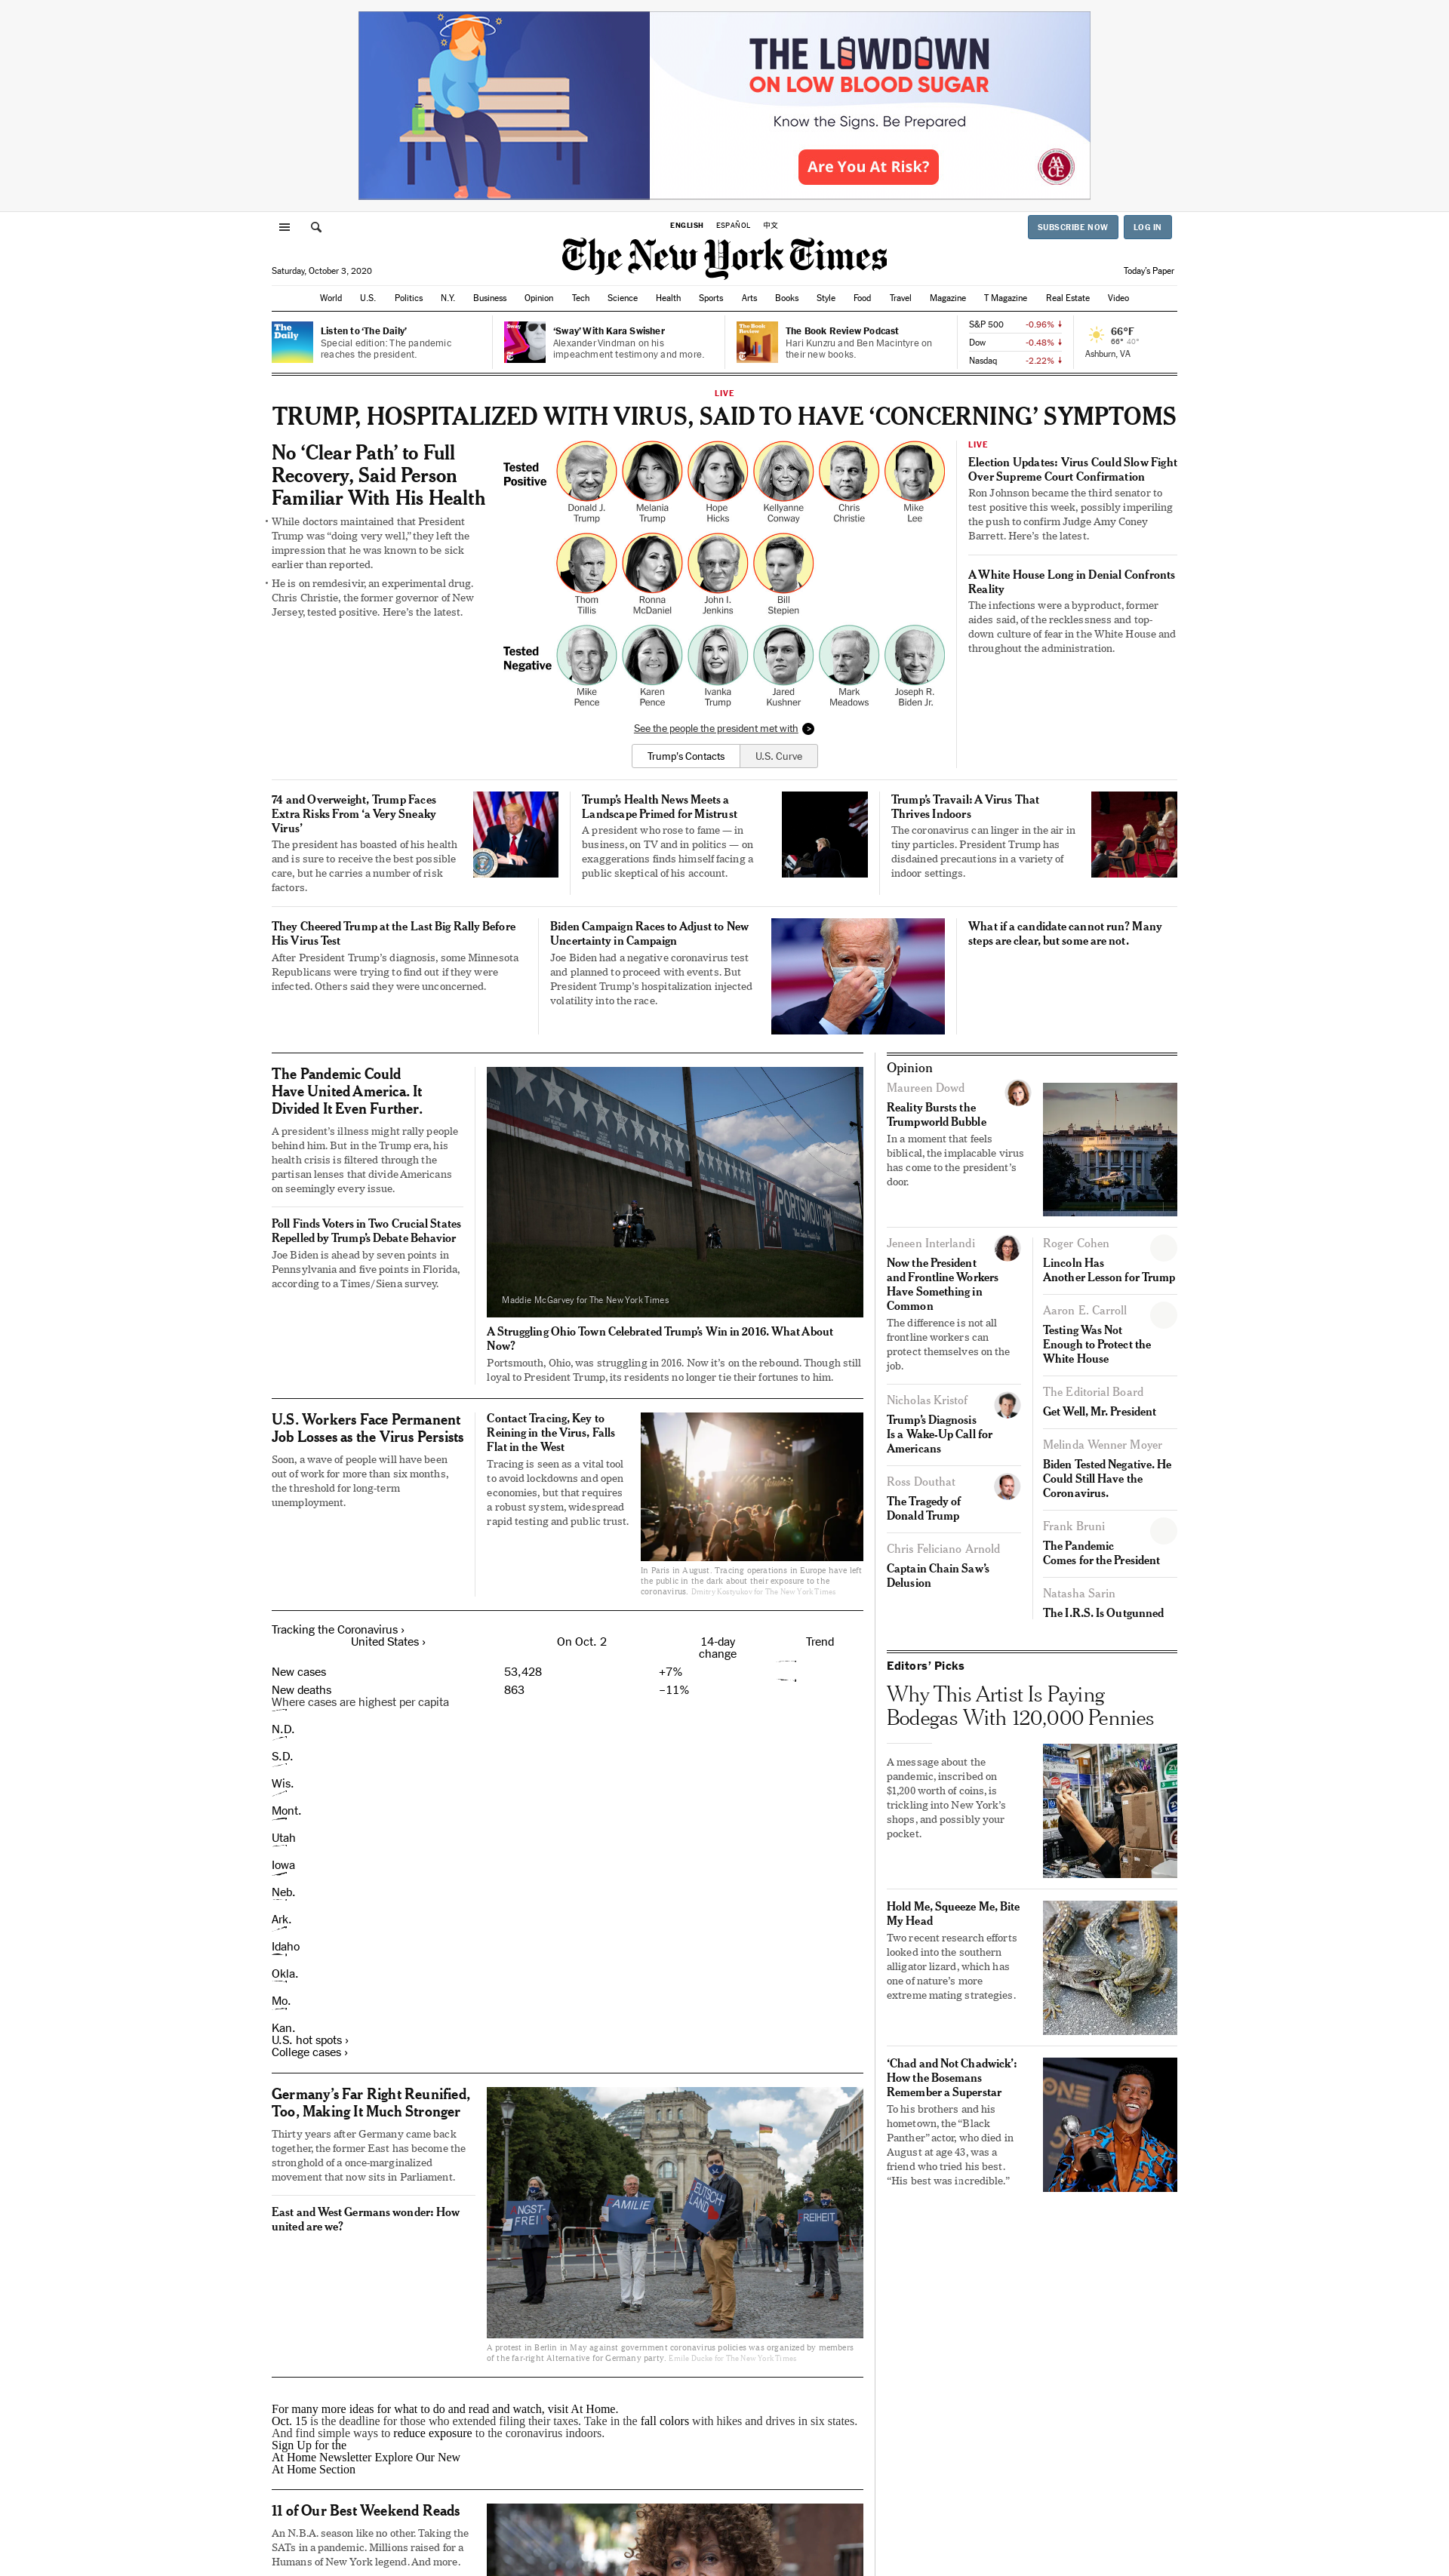 THE LOWDOWN
ON LOW BLOOD SUGAR
Know the Signs. Be Prepared
Are You At Risk?
AACE
ENGLISH ESPAÑOL 中文
SUBSCRIBE NOW
LOG IN
The New York Times
Saturday, October 3, 2020
Today's Paper
World U.S. Politics N.Y. Business Opinion Tech Science Health Sports Arts Books Style Food Travel Magazine T Magazine Real Estate Video
The Daily
Listen to ‘The Daily’
Special edition: The pandemic
reaches the president.
Sway
‘Sway’ With Kara Swisher
Alexander Vindman on his
impeachment testimony and more.
The Book Review
The Book Review Podcast
Hari Kunzru and Ben Macintyre on
their new books.
S&P 500 -0.96%
Dow -0.48%
Nasdaq -2.22%
66°F
66° 40°
Ashburn, VA
LIVE
TRUMP, HOSPITALIZED WITH VIRUS, SAID TO HAVE ‘CONCERNING’ SYMPTOMS
No ‘Clear Path’ to Full
Recovery, Said Person
Familiar With His Health
• While doctors maintained that President
Trump was “doing very well,” they left the
impression that he was known to be sick
earlier than reported.
• He is on remdesivir, an experimental drug.
Chris Christie, the former governor of New
Jersey, tested positive. Here’s the latest.
Tested
Positive
Donald J.
Trump
Melania
Trump
Hope
Hicks
Kellyanne
Conway
Chris
Christie
Mike
Lee
Thom
Tillis
Ronna
McDaniel
John I.
Jenkins
Bill
Stepien
Tested
Negative
Mike
Pence
Karen
Pence
Ivanka
Trump
Jared
Kushner
Mark
Meadows
Joseph R.
Biden Jr.
See the people the president met with >
Trump's Contacts
U.S. Curve
LIVE
Election Updates: Virus Could Slow Fight
Over Supreme Court Confirmation
Ron Johnson became the third senator to
test positive this week, possibly imperiling
the push to confirm Judge Amy Coney
Barrett. Here’s the latest.
A White House Long in Denial Confronts
Reality
The infections were a byproduct, former
aides said, of the recklessness and top-
down culture of fear in the White House and
throughout the administration.
74 and Overweight, Trump Faces
Extra Risks From ‘a Very Sneaky
Virus’
The president has boasted of his health
and is sure to receive the best possible
care, but he carries a number of risk
factors.
Trump’s Health News Meets a
Landscape Primed for Mistrust
A president who rose to fame — in
business, on TV and in politics — on
exaggerations finds himself facing a
public skeptical of his account.
Trump’s Travail: A Virus That
Thrives Indoors
The coronavirus can linger in the air in
tiny particles. President Trump has
disdained precautions in a variety of
indoor settings.
They Cheered Trump at the Last Big Rally Before
His Virus Test
After President Trump’s diagnosis, some Minnesota
Republicans were trying to find out if they were
infected. Others said they were unconcerned.
Biden Campaign Races to Adjust to New
Uncertainty in Campaign
Joe Biden had a negative coronavirus test
and planned to proceed with events. But
President Trump’s hospitalization injected
volatility into the race.
What if a candidate cannot run? Many
steps are clear, but some are not.
The Pandemic Could
Have United America. It
Divided It Even Further.
A president’s illness might rally people
behind him. But in the Trump era, his
health crisis is filtered through the
partisan lenses that divide Americans
on seemingly every issue.
Poll Finds Voters in Two Crucial States
Repelled by Trump’s Debate Behavior
Joe Biden is ahead by seven points in
Pennsylvania and five points in Florida,
according to a Times/Siena survey.
PORTSMOUTH
Maddie McGarvey for The New York Times
A Struggling Ohio Town Celebrated Trump’s Win in 2016. What About
Now?
Portsmouth, Ohio, was struggling in 2016. Now it’s on the rebound. Though still
loyal to President Trump, its residents no longer tie their fortunes to him.
U.S. Workers Face Permanent
Job Losses as the Virus Persists
Soon, a wave of people will have been
out of work for more than six months,
the threshold for long-term
unemployment.
Contact Tracing, Key to
Reining in the Virus, Falls
Flat in the West
Tracing is seen as a vital tool
to avoid lockdowns and open
economies, but that requires
a robust system, widespread
rapid testing and public trust.
In Paris in August. Tracing operations in Europe have left
the public in the dark about their exposure to the
coronavirus. Dmitry Kostyukov for The New York Times
Tracking the Coronavirus ›
United States › On Oct. 2 14-day
change Trend
New cases 53,428 +7%
New deaths 863 −11%
Where cases are highest per capita
N.D.
S.D.
Wis.
Mont.
Utah
Iowa
Neb.
Ark.
Idaho
Okla.
Mo.
Kan.
U.S. hot spots ›
College cases ›
Germany’s Far Right Reunified,
Too, Making It Much Stronger
Thirty years after Germany came back
together, the former East has become the
stronghold of a once-marginalized
movement that now sits in Parliament.
East and West Germans wonder: How
united are we?
NGST-
FREI
AMILIE
EUTSCH-
LAND
REIHEIT
A protest in Berlin in May against government coronavirus policies was organized by members
of the far-right Alternative for Germany party. Emile Ducke for The New York Times
For many more ideas for what to do and read and watch, visit At Home.
Oct. 15 is the deadline for those who extended filing their taxes. Take in the fall colors with hikes and drives in six states.
And find simple ways to reduce exposure to the coronavirus indoors.
Sign Up for the
At Home Newsletter Explore Our New
At Home Section
11 of Our Best Weekend Reads
An N.B.A. season like no other. Taking the
SATs in a pandemic. Millions raised for a
Humans of New York legend. And more.
Opinion
Maureen Dowd
Reality Bursts the
Trumpworld Bubble
In a moment that feels
biblical, the implacable virus
has come to the president’s
door.
Jeneen Interlandi
Now the President
and Frontline Workers
Have Something in
Common
The difference is not all
frontline workers can
protect themselves on the
job.
Nicholas Kristof
Trump’s Diagnosis
Is a Wake-Up Call for
Americans
Ross Douthat
The Tragedy of
Donald Trump
Chris Feliciano Arnold
Captain Chain Saw’s
Delusion
Roger Cohen
Lincoln Has
Another Lesson for Trump
Aaron E. Carroll
Testing Was Not
Enough to Protect the
White House
The Editorial Board
Get Well, Mr. President
Melinda Wenner Moyer
Biden Tested Negative. He
Could Still Have the
Coronavirus.
Frank Bruni
The Pandemic
Comes for the President
Natasha Sarin
The I.R.S. Is Outgunned
Editors’ Picks
Why This Artist Is Paying
Bodegas With 120,000 Pennies
A message about the
pandemic, inscribed on
$1,200 worth of coins, is
trickling into New York’s
shops, and possibly your
pocket.
Hold Me, Squeeze Me, Bite
My Head
Two recent research efforts
looked into the southern
alligator lizard, which has
one of nature’s more
extreme mating strategies.
‘Chad and Not Chadwick’:
How the Bosemans
Remember a Superstar
To his brothers and his
hometown, the “Black
Panther” actor, who died in
August at age 43, was a
friend who tried his best.
“His best was incredible.”